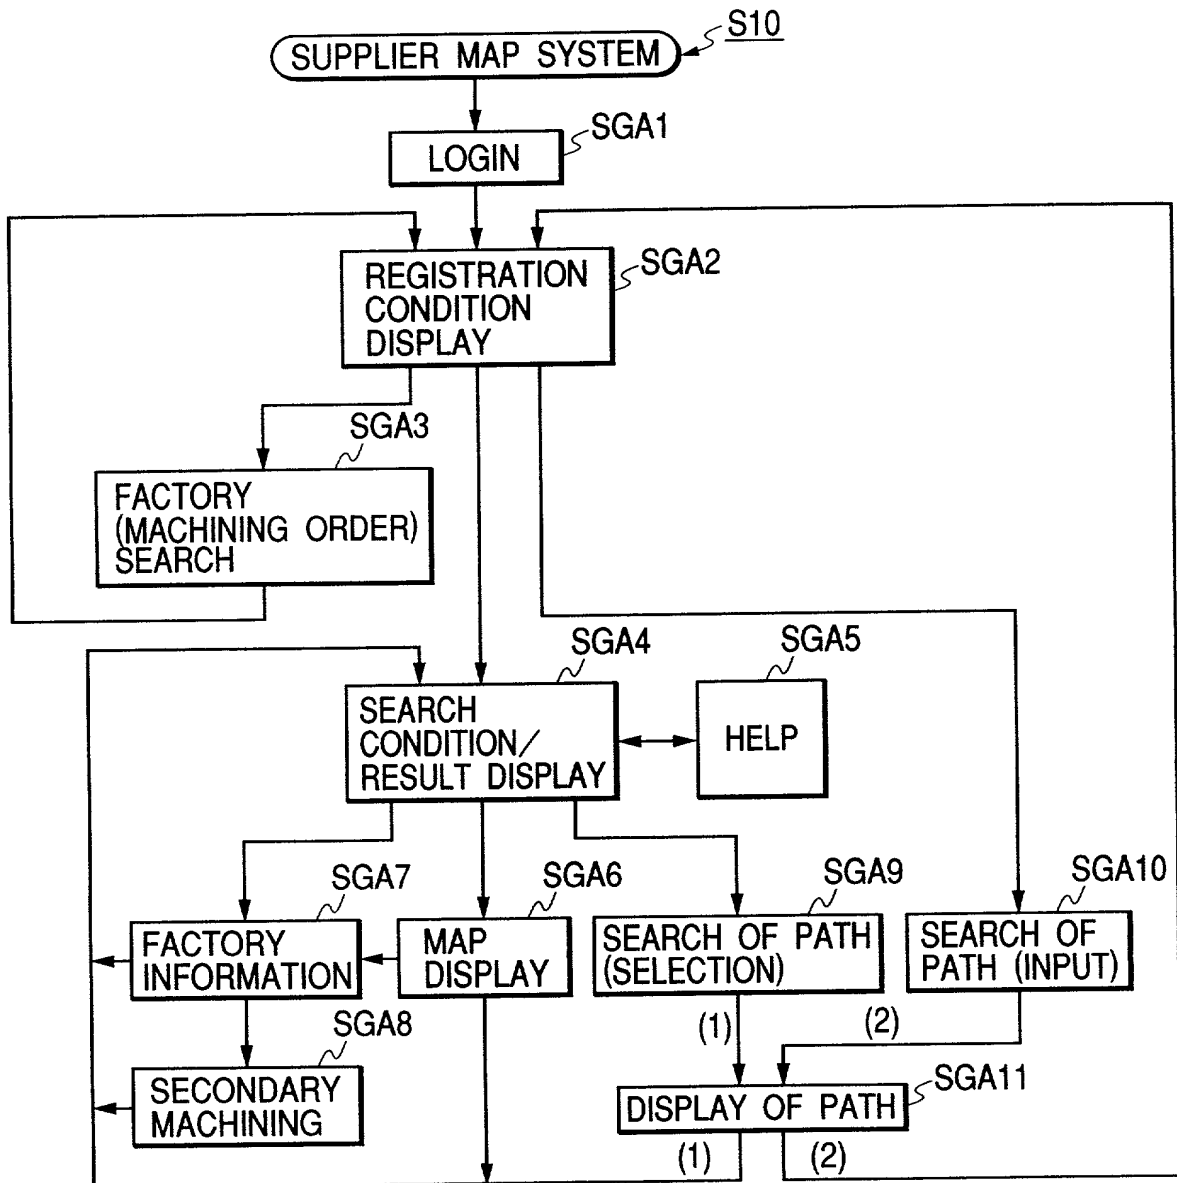 S10
SUPPLIER MAP SYSTEM
SGA1
LOGIN
SGA2
REGISTRATION
CONDITION
DISPLAY
SGA3
FACTORY
(MACHINING ORDER)
SEARCH
SGA4
SEARCH
CONDITION/
RESULT DISPLAY
SGA5
HELP
SGA7
FACTORY
INFORMATION
SGA6
MAP
DISPLAY
SGA9
SEARCH OF PATH
(SELECTION)
SGA10
SEARCH OF
PATH (INPUT)
(1)
(2)
SGA8
SECONDARY
MACHINING
SGA11
DISPLAY OF PATH
(1)
(2)